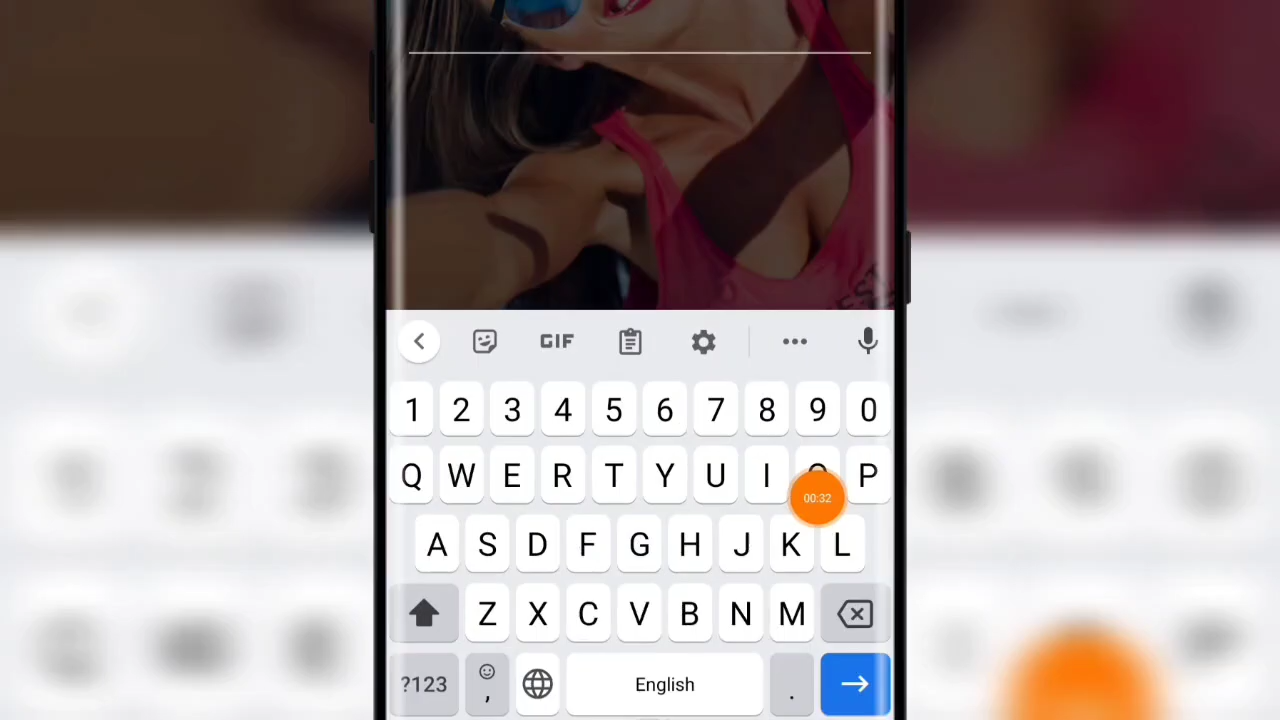 GIF
1 2 3 4 5 6 7 8 9 0
Q W E R T Y U I P
00:32
A S D F G H J K L
Z X C V B N M
?123 , English .